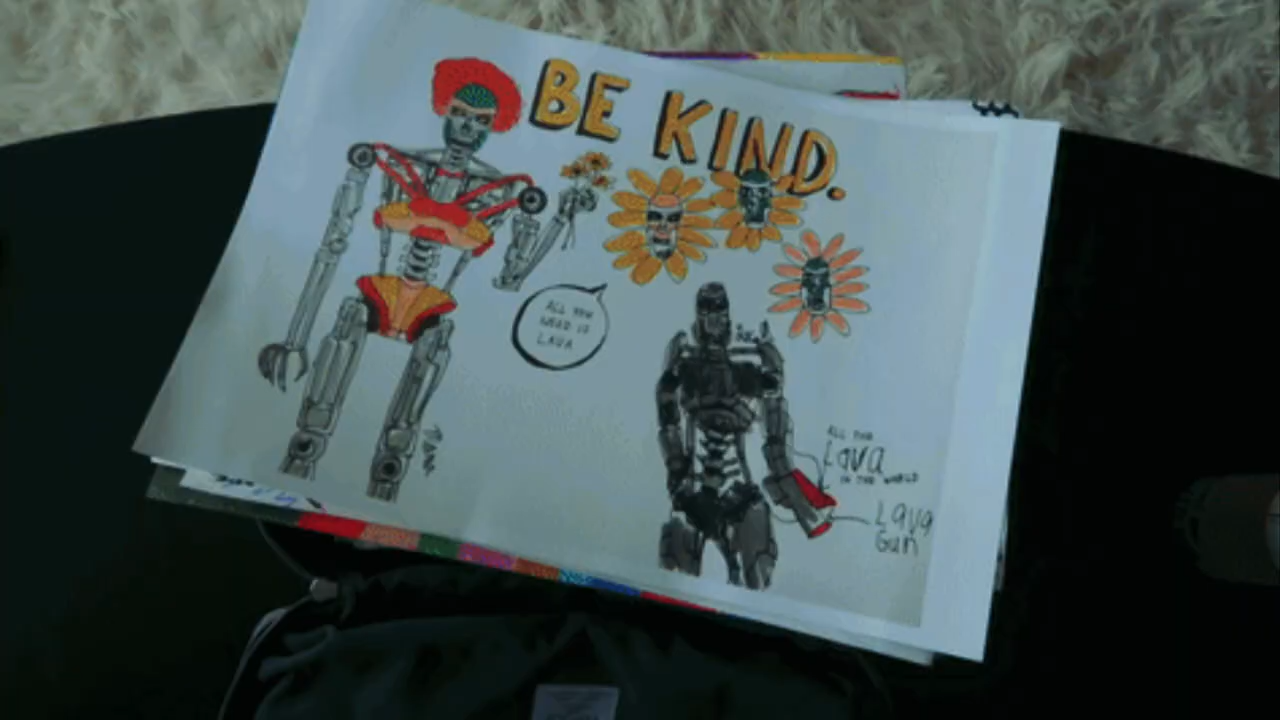 BE KIND.
ALL YOU
NEED IS
LAVA
ALL THE
Lava
IN THE WORLD
Lava
Gun